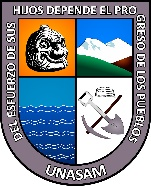 DEL ESFUERZO DE SUS HIJOS DEPENDE EL PROGRESO DE LOS PUEBLOS
UNASAM